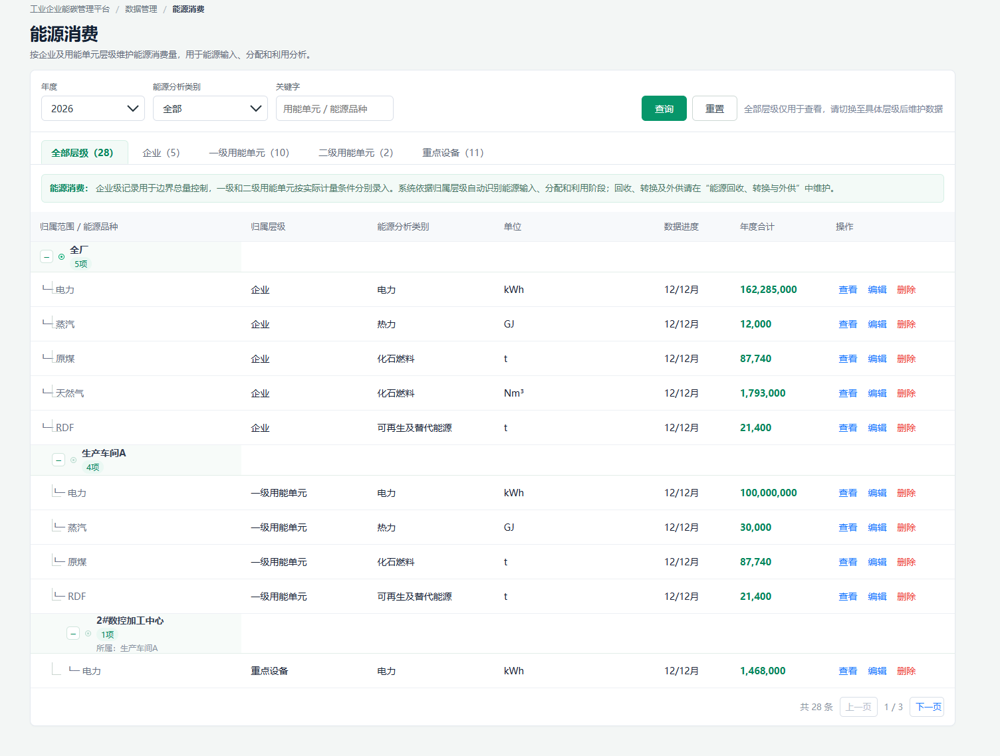 工业企业能碳管理平台 / 数据管理 / 能源消费
能源消费
按企业及用能单元层级维护能源消费量，用于能源输入、分配和利用分析。
年度 能源分析类别 关键字
2026 全部 用能单元 / 能源品种 查询 重置 全部层级仅用于查看，请切换至具体层级后维护数据
全部层级（28） 企业（5） 一级用能单元（10） 二级用能单元（2） 重点设备（11）
能源消费： 企业级记录用于边界总量控制，一级和二级用能单元按实际计量条件分别录入。系统依据归属层级自动识别能源输入、分配和利用阶段；回收、转换及外供请在“能源回收、转换与外供”中维护。
归属范围 / 能源品种 归属层级 能源分析类别 单位 数据进度 年度合计 操作
全厂
5项
电力 企业 电力 kWh 12/12月 162,285,000 查看 编辑 删除
蒸汽 企业 热力 GJ 12/12月 12,000 查看 编辑 删除
原煤 企业 化石燃料 t 12/12月 87,740 查看 编辑 删除
天然气 企业 化石燃料 Nm³ 12/12月 1,793,000 查看 编辑 删除
RDF 企业 可再生及替代能源 t 12/12月 21,400 查看 编辑 删除
生产车间A
4项
电力 一级用能单元 电力 kWh 12/12月 100,000,000 查看 编辑 删除
蒸汽 一级用能单元 热力 GJ 12/12月 30,000 查看 编辑 删除
原煤 一级用能单元 化石燃料 t 12/12月 87,740 查看 编辑 删除
RDF 一级用能单元 可再生及替代能源 t 12/12月 21,400 查看 编辑 删除
2#数控加工中心
1项
所属：生产车间A
电力 重点设备 电力 kWh 12/12月 1,468,000 查看 编辑 删除
共 28 条 上一页 1 / 3 下一页